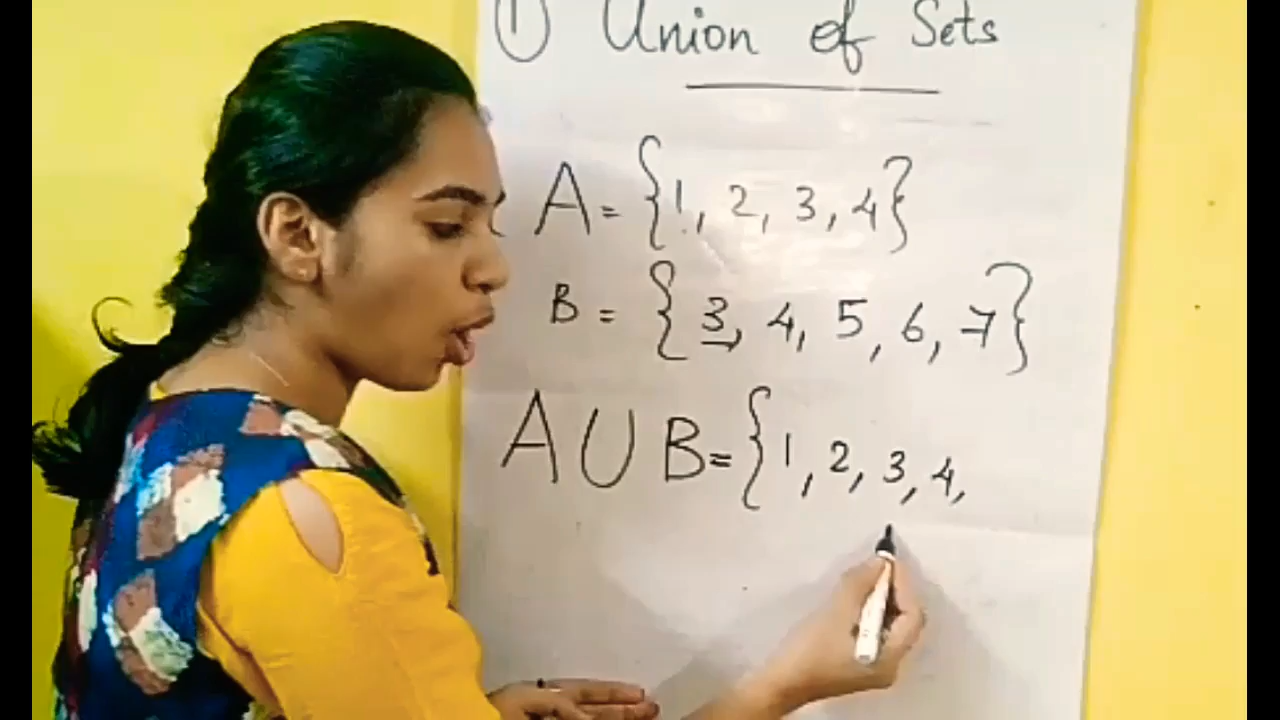 ① Union of Sets
A = {1, 2, 3, 4}
B = {3, 4, 5, 6, 7}
A ∪ B = {1, 2, 3, 4,